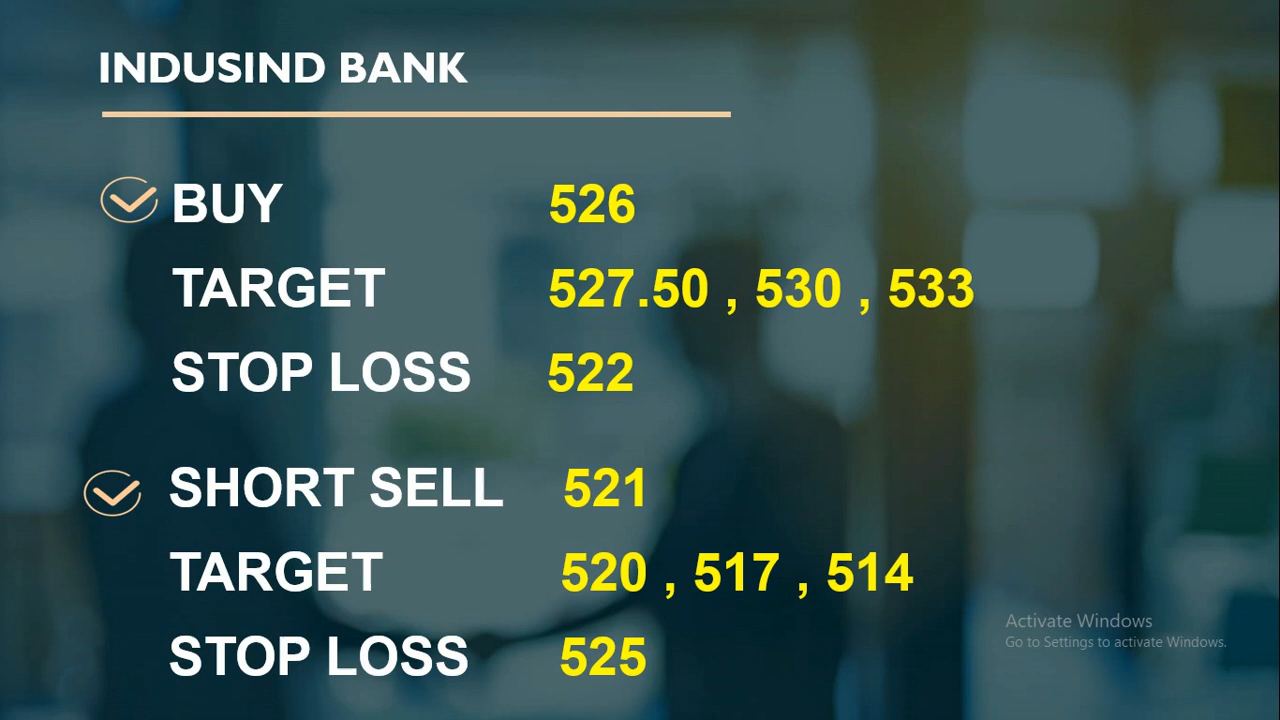 INDUSIND BANK
BUY 526
TARGET 527.50 , 530 , 533
STOP LOSS 522
SHORT SELL 521
TARGET 520 , 517 , 514
STOP LOSS 525
Activate Windows
Go to Settings to activate Windows.